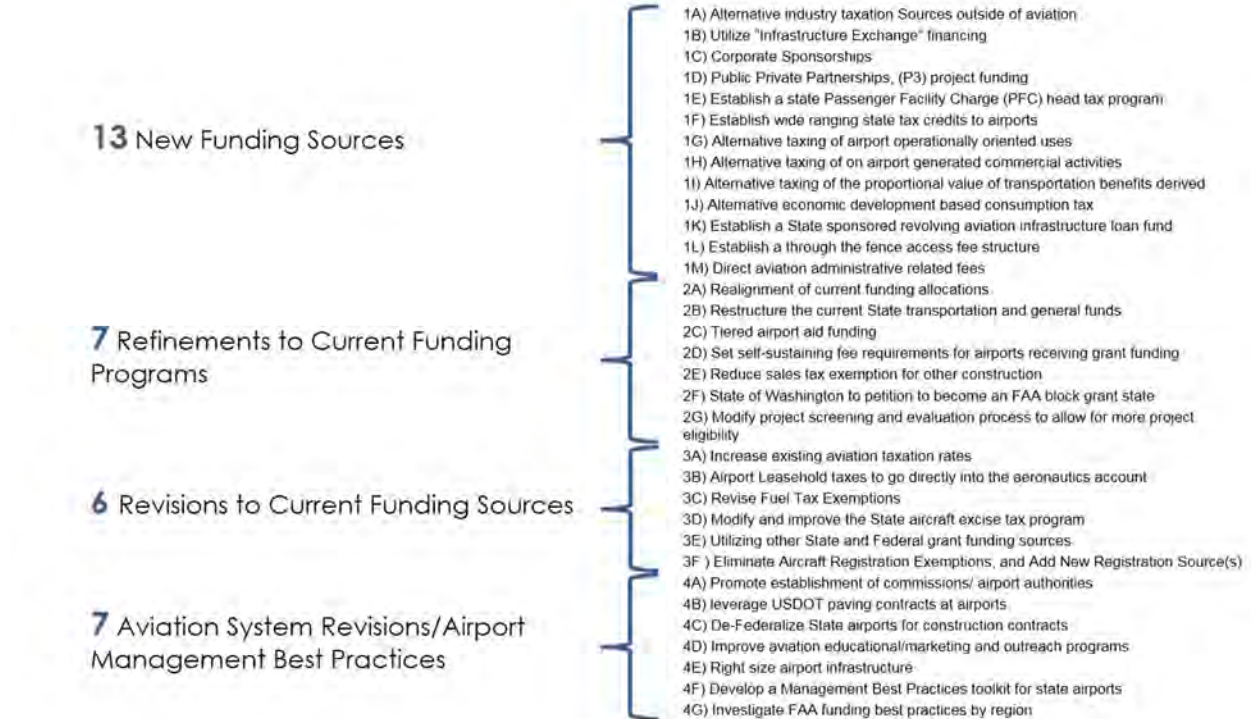 13 New Funding Sources
1A) Alternative industry taxation Sources outside of aviation
1B) Utilize "Infrastructure Exchange" financing
1C) Corporate Sponsorships
1D) Public Private Partnerships, (P3) project funding
1E) Establish a state Passenger Facility Charge (PFC) head tax program
1F) Establish wide ranging state tax credits to airports
1G) Alternative taxing of airport operationally oriented uses
1H) Alternative taxing of on airport generated commercial activities
1I) Alternative taxing of the proportional value of transportation benefits derived
1J) Alternative economic development based consumption tax
1K) Establish a State sponsored revolving aviation infrastructure loan fund
1L) Establish a through the fence access fee structure
1M) Direct aviation administrative related fees
7 Refinements to Current Funding
Programs
2A) Realignment of current funding allocations
2B) Restructure the current State transportation and general funds
2C) Tiered airport aid funding
2D) Set self-sustaining fee requirements for airports receiving grant funding
2E) Reduce sales tax exemption for other construction
2F) State of Washington to petition to become an FAA block grant state
2G) Modify project screening and evaluation process to allow for more project
eligibility
6 Revisions to Current Funding Sources
3A) Increase existing aviation taxation rates
3B) Airport Leasehold taxes to go directly into the aeronautics account
3C) Revise Fuel Tax Exemptions
3D) Modify and improve the State aircraft excise tax program
3E) Utilizing other State and Federal grant funding sources
3F ) Eliminate Aircraft Registration Exemptions, and Add New Registration Source(s)
7 Aviation System Revisions/Airport
Management Best Practices
4A) Promote establishment of commissions/ airport authorities
4B) leverage USDOT paving contracts at airports
4C) De-Federalize State airports for construction contracts
4D) Improve aviation educational/marketing and outreach programs
4E) Right size airport infrastructure
4F) Develop a Management Best Practices toolkit for state airports
4G) Investigate FAA funding best practices by region